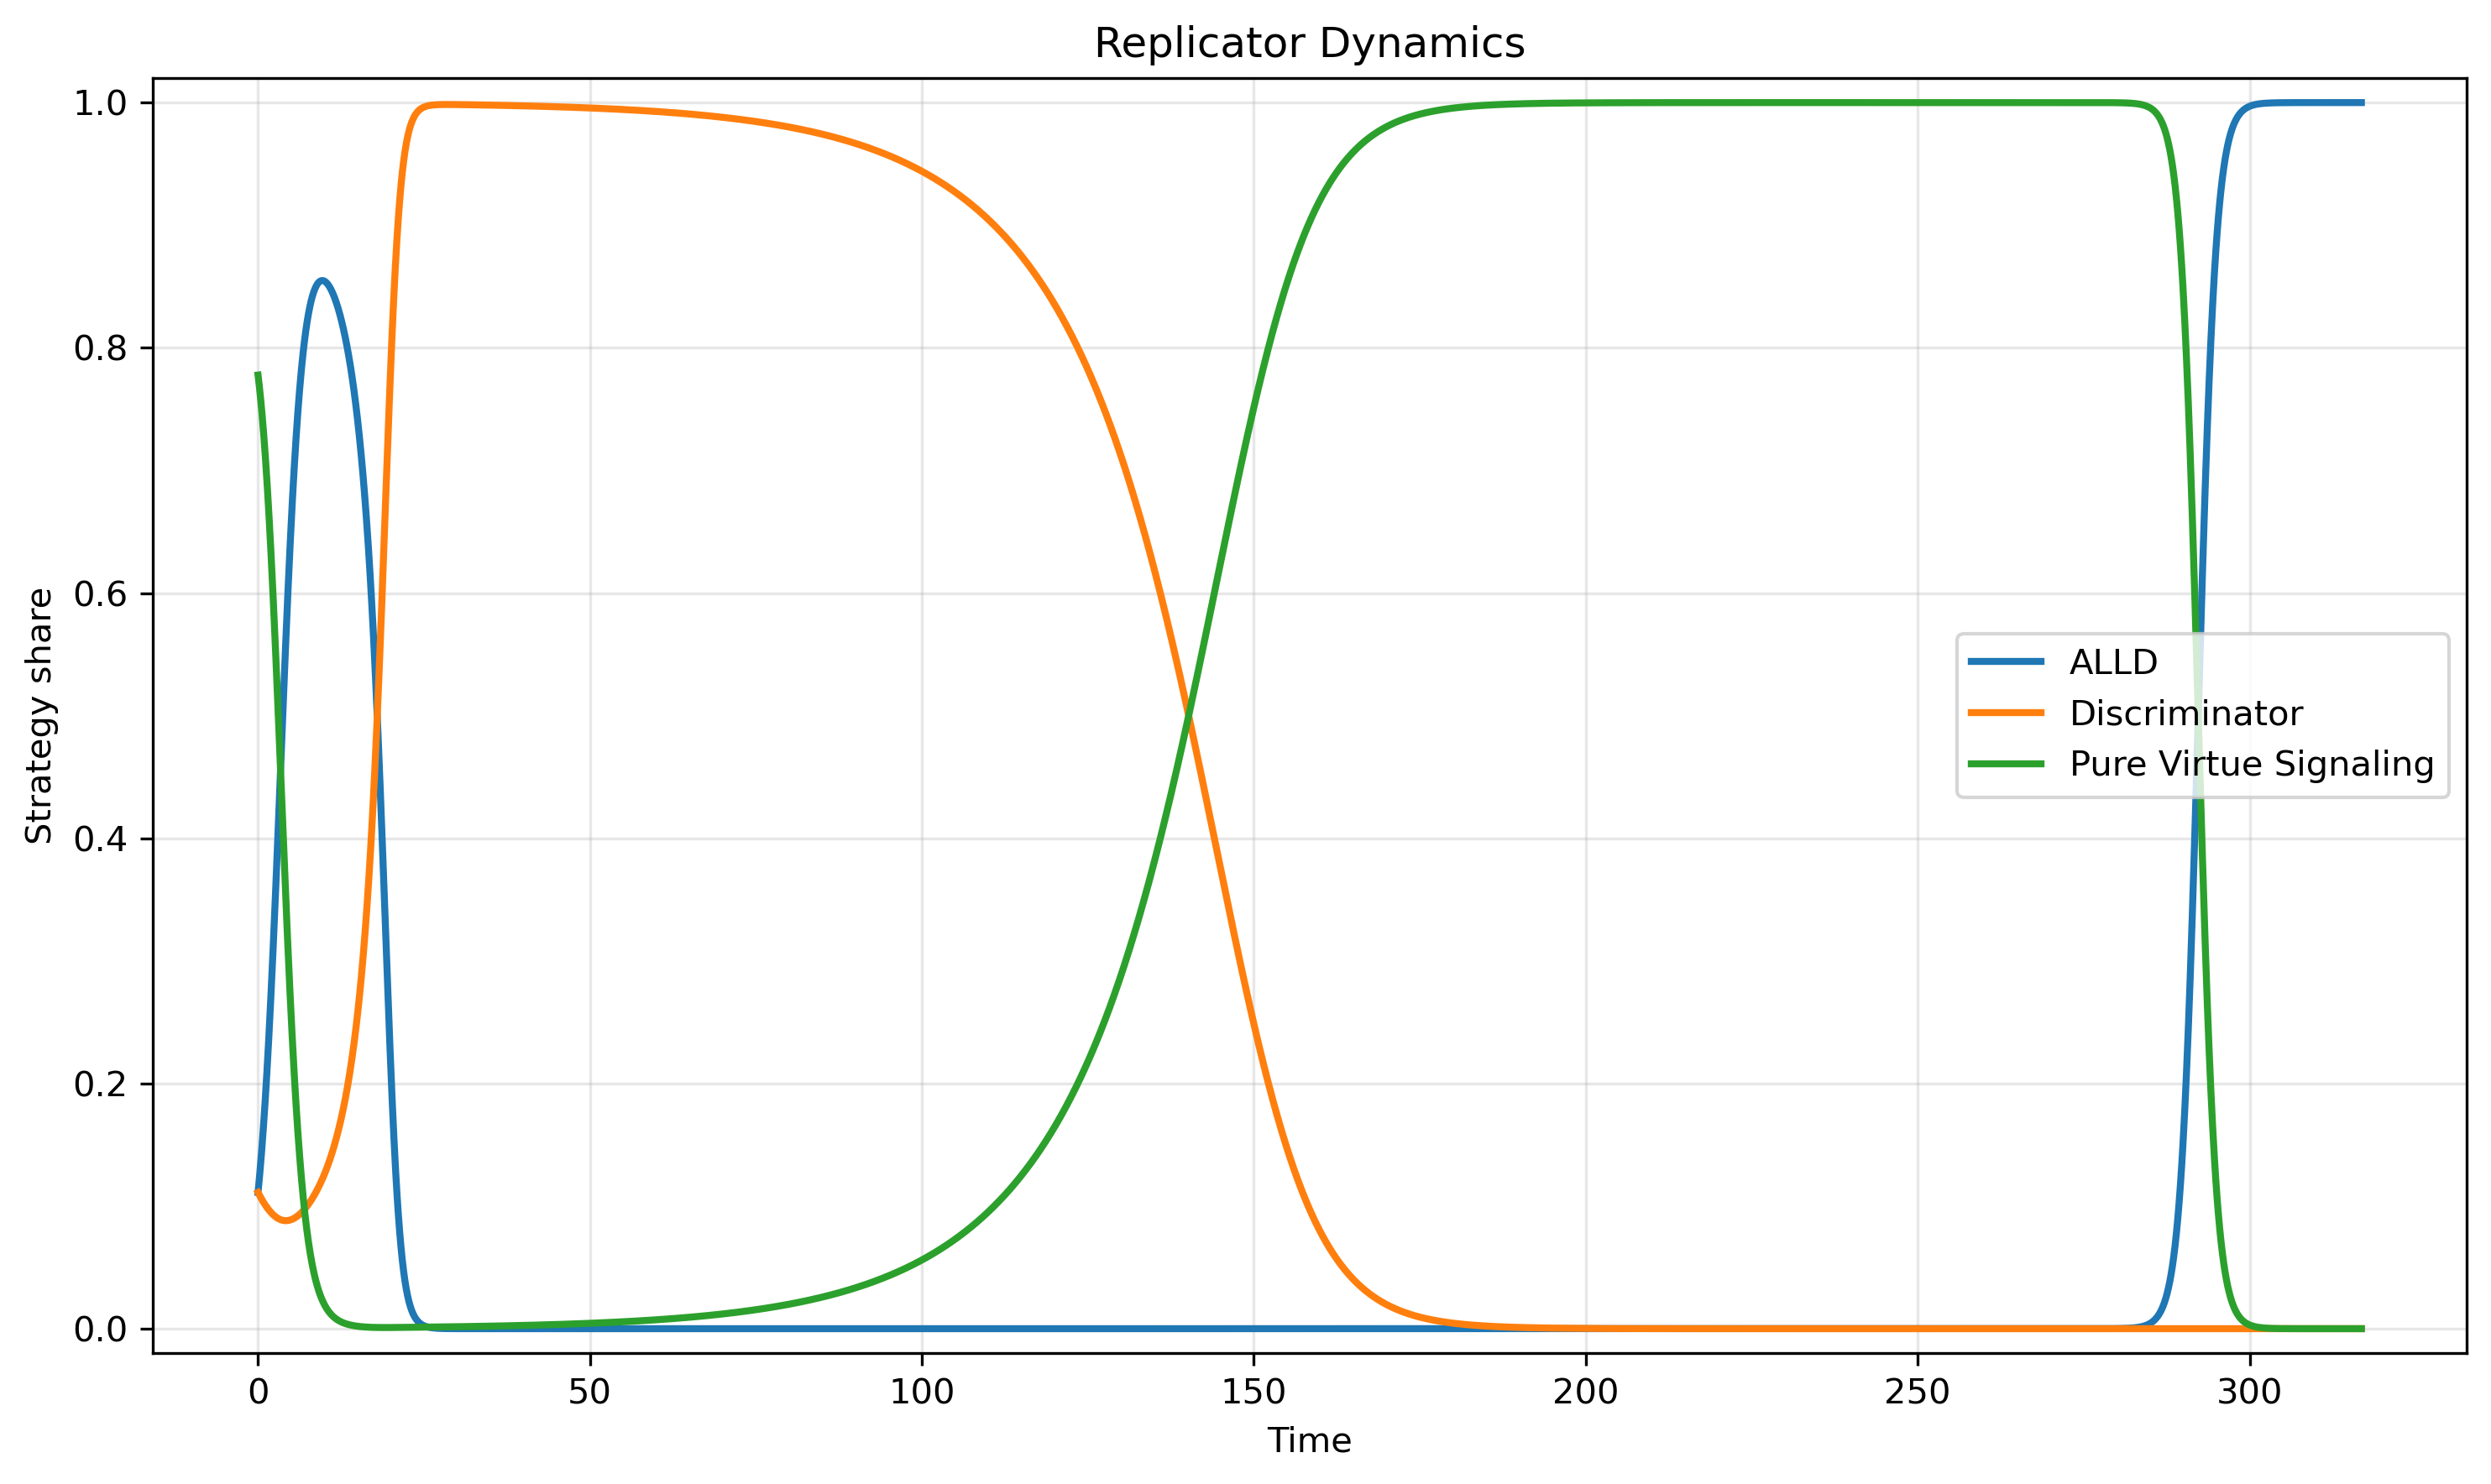 Replicator Dynamics
Strategy share
1.0
0.8
0.6
0.4
0.2
0.0
ALLD
Discriminator
Pure Virtue Signaling
0 50 100 150 200 250 300
Time